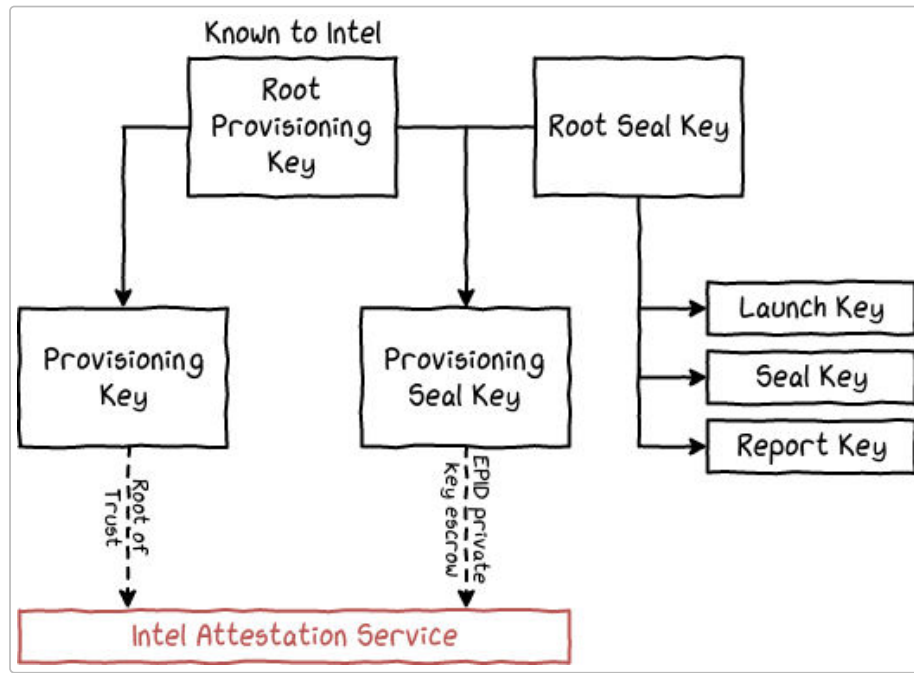 Known to Intel
Root
Provisioning
Key
Root Seal Key
Launch Key
Seal Key
Report Key
Provisioning
Key
Provisioning
Seal Key
Root of
Trust
EPID private
key escrow
Intel Attestation Service